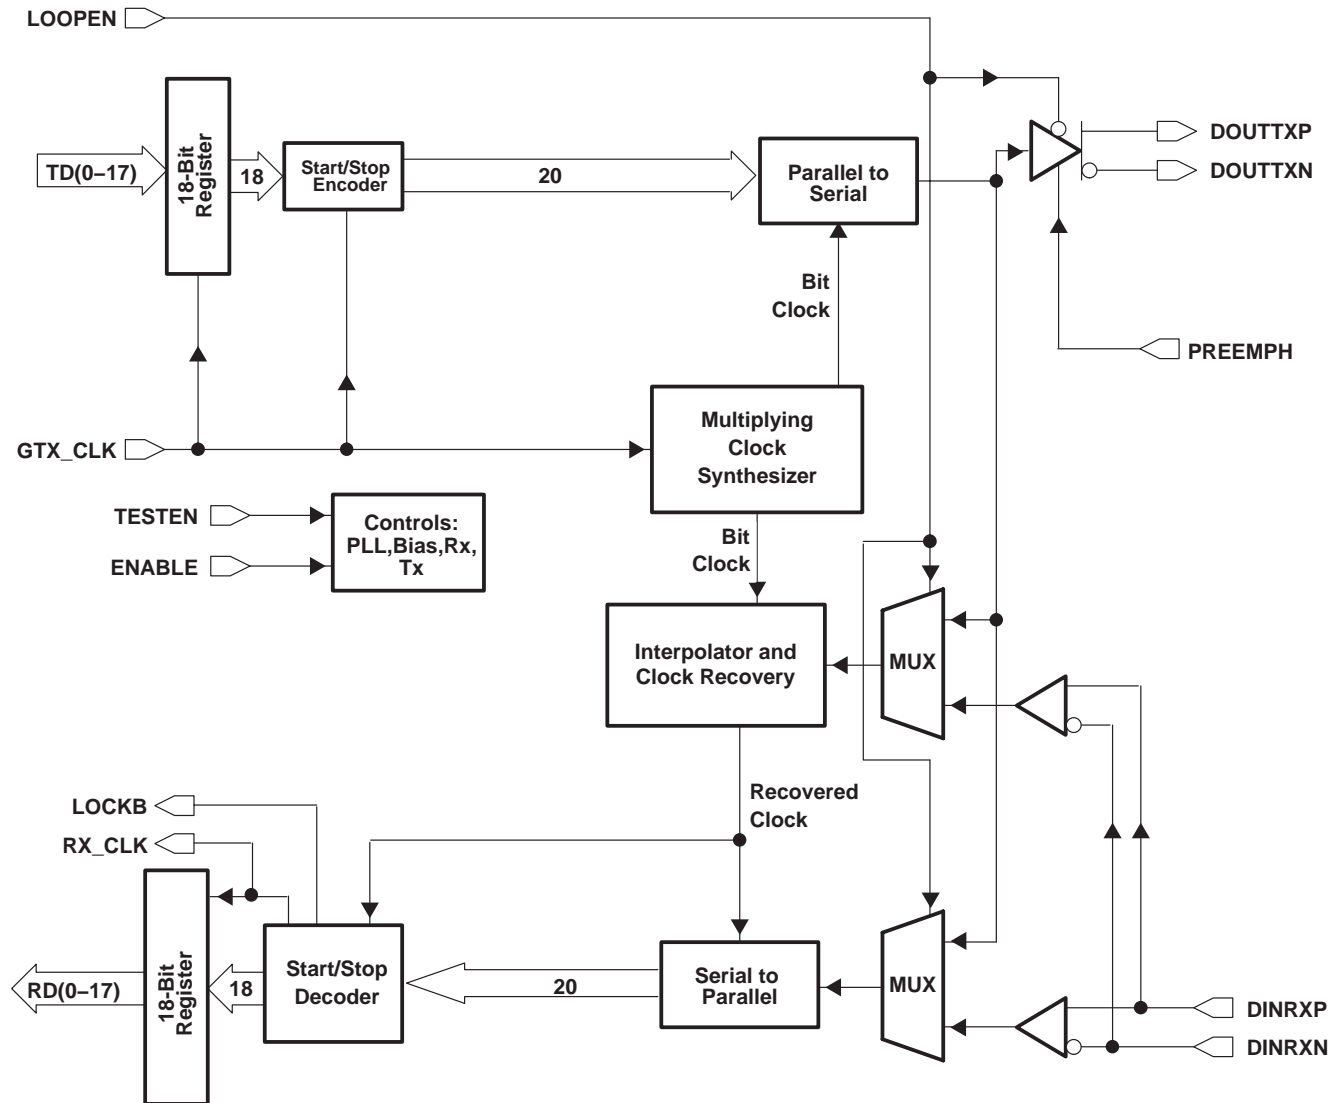 LOOPEN
18-Bit
Register
TD(0–17)
18
Start/Stop
Encoder
20
Parallel to
Serial
DOUTTXP
DOUTTXN
Bit
Clock
PREEMPH
GTX_CLK
Multiplying
Clock
Synthesizer
TESTEN
ENABLE
Controls:
PLL,Bias,Rx,
Tx
Bit
Clock
Interpolator and
Clock Recovery
MUX
LOCKB
RX_CLK
Recovered
Clock
RD(0–17)
18-Bit
Register
18
Start/Stop
Decoder
20
Serial to
Parallel
MUX
DINRXP
DINRXN